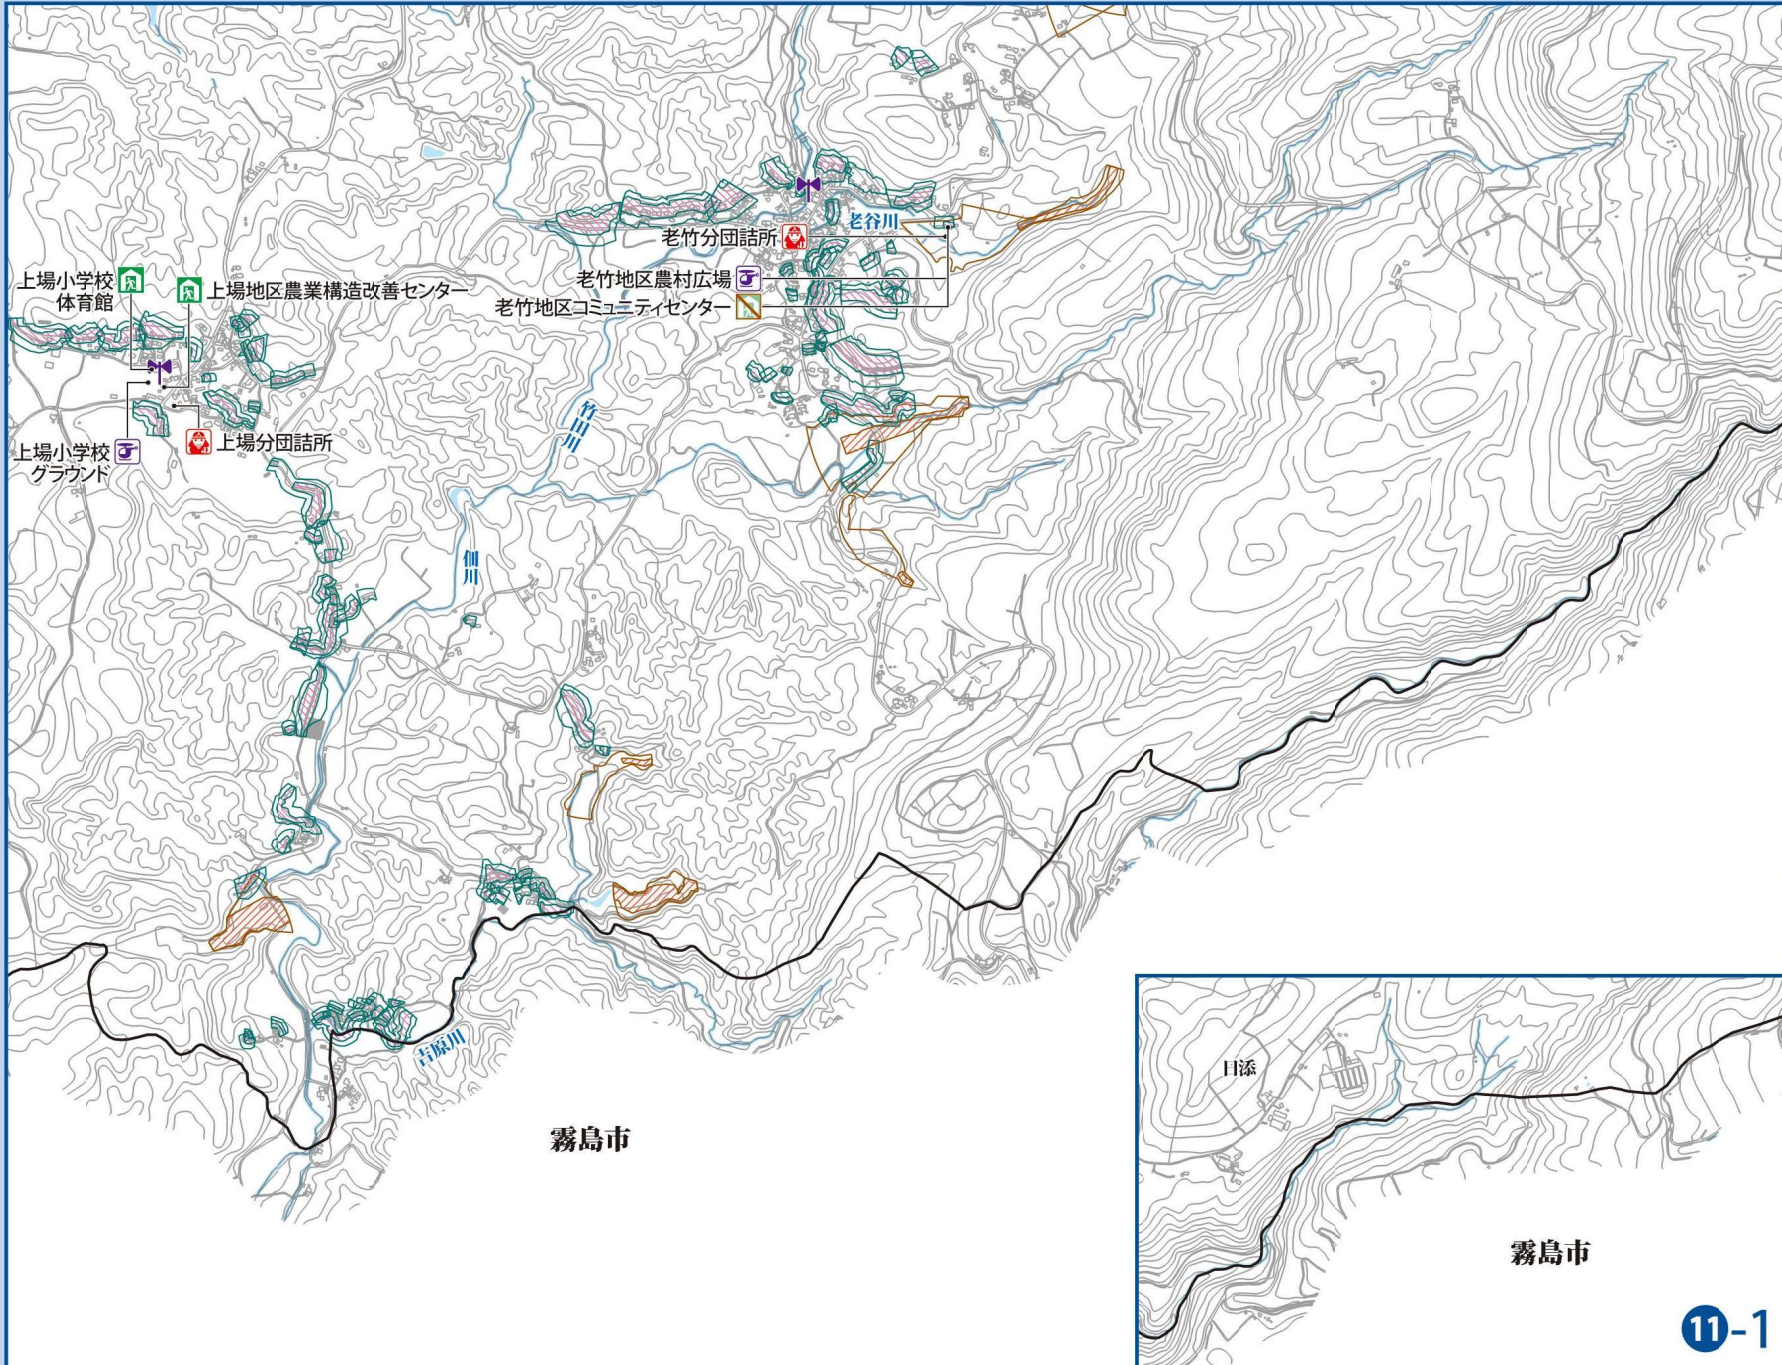 老谷川
老竹分団詰所
上場小学校
体育館
上場地区農業構造改善センター
老竹地区農村広場
老竹地区コミュニティセンター
竹田川
上場小学校
グラウンド
上場分団詰所
佃川
吉原川
霧島市
目添
霧島市
11-1